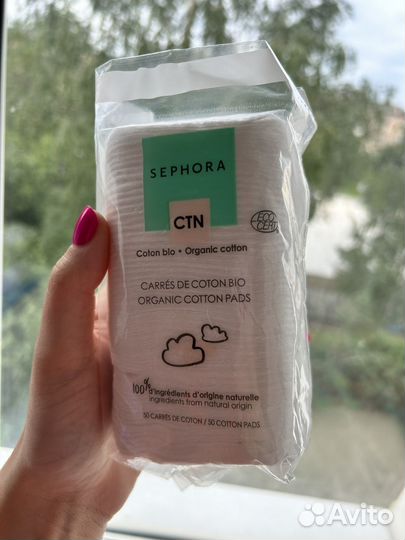 SEPHORA
CTN
ECO
CERT
Coton bio • Organic cotton
CARRÉS DE COTON BIO
ORGANIC COTTON PADS
100%
d'ingrédients d'origine naturelle
ingredients from natural origin
50 CARRÉS DE COTON / 50 COTTON PADS
Avito